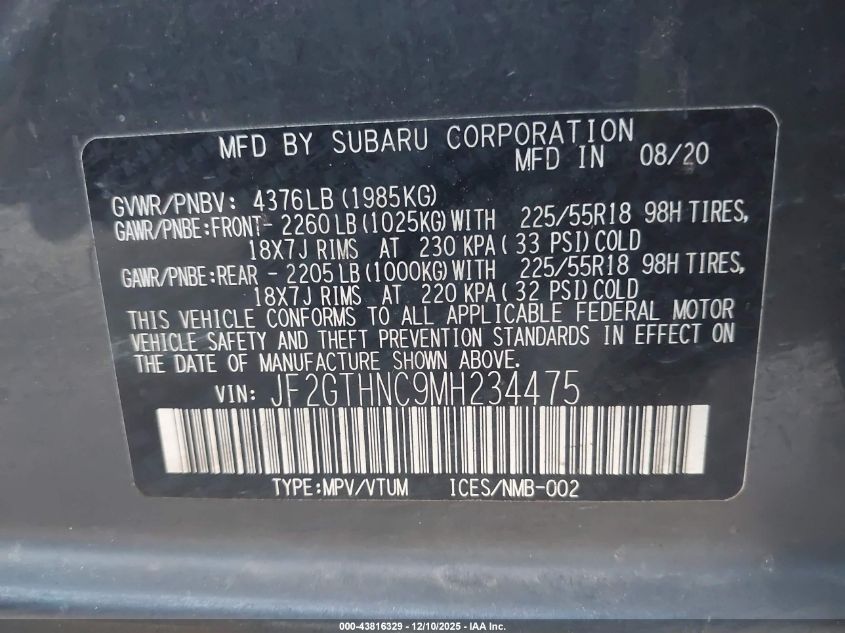 MFD BY SUBARU CORPORATION
MFD IN 08/20
GVWR/PNBV: 4376LB (1985KG)
GAWR/PNBE:FRONT- 2260LB (1025KG) WITH 225/55R18 98H TIRES,
18X7J RIMS AT 230 KPA ( 33 PSI) COLD
GAWR/PNBE:REAR - 2205LB (1000KG) WITH 225/55R18 98H TIRES,
18X7J RIMS AT 220 KPA ( 32 PSI) COLD
THIS VEHICLE CONFORMS TO ALL APPLICABLE FEDERAL MOTOR
VEHICLE SAFETY AND THEFT PREVENTION STANDARDS IN EFFECT ON
THE DATE OF MANUFACTURE SHOWN ABOVE.
VIN: JF2GTHNC9MH234475
TYPE:MPV/VTUM ICES/NMB-002
000-43816329 - 12/10/2025 - IAA Inc.